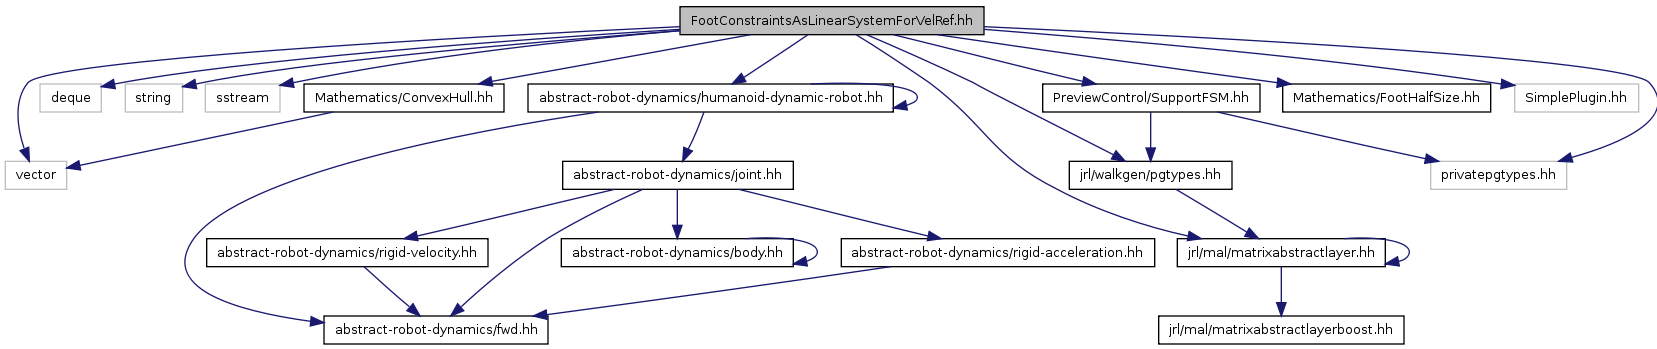 FootConstraintsAsLinearSystemForVelRef.hh
deque
string
sstream
Mathematics/ConvexHull.hh
abstract-robot-dynamics/humanoid-dynamic-robot.hh
PreviewControl/SupportFSM.hh
Mathematics/FootHalfSize.hh
SimplePlugin.hh
vector
abstract-robot-dynamics/joint.hh
jrl/walkgen/pgtypes.hh
privatepgtypes.hh
abstract-robot-dynamics/rigid-velocity.hh
abstract-robot-dynamics/body.hh
abstract-robot-dynamics/rigid-acceleration.hh
jrl/mal/matrixabstractlayer.hh
abstract-robot-dynamics/fwd.hh
jrl/mal/matrixabstractlayerboost.hh